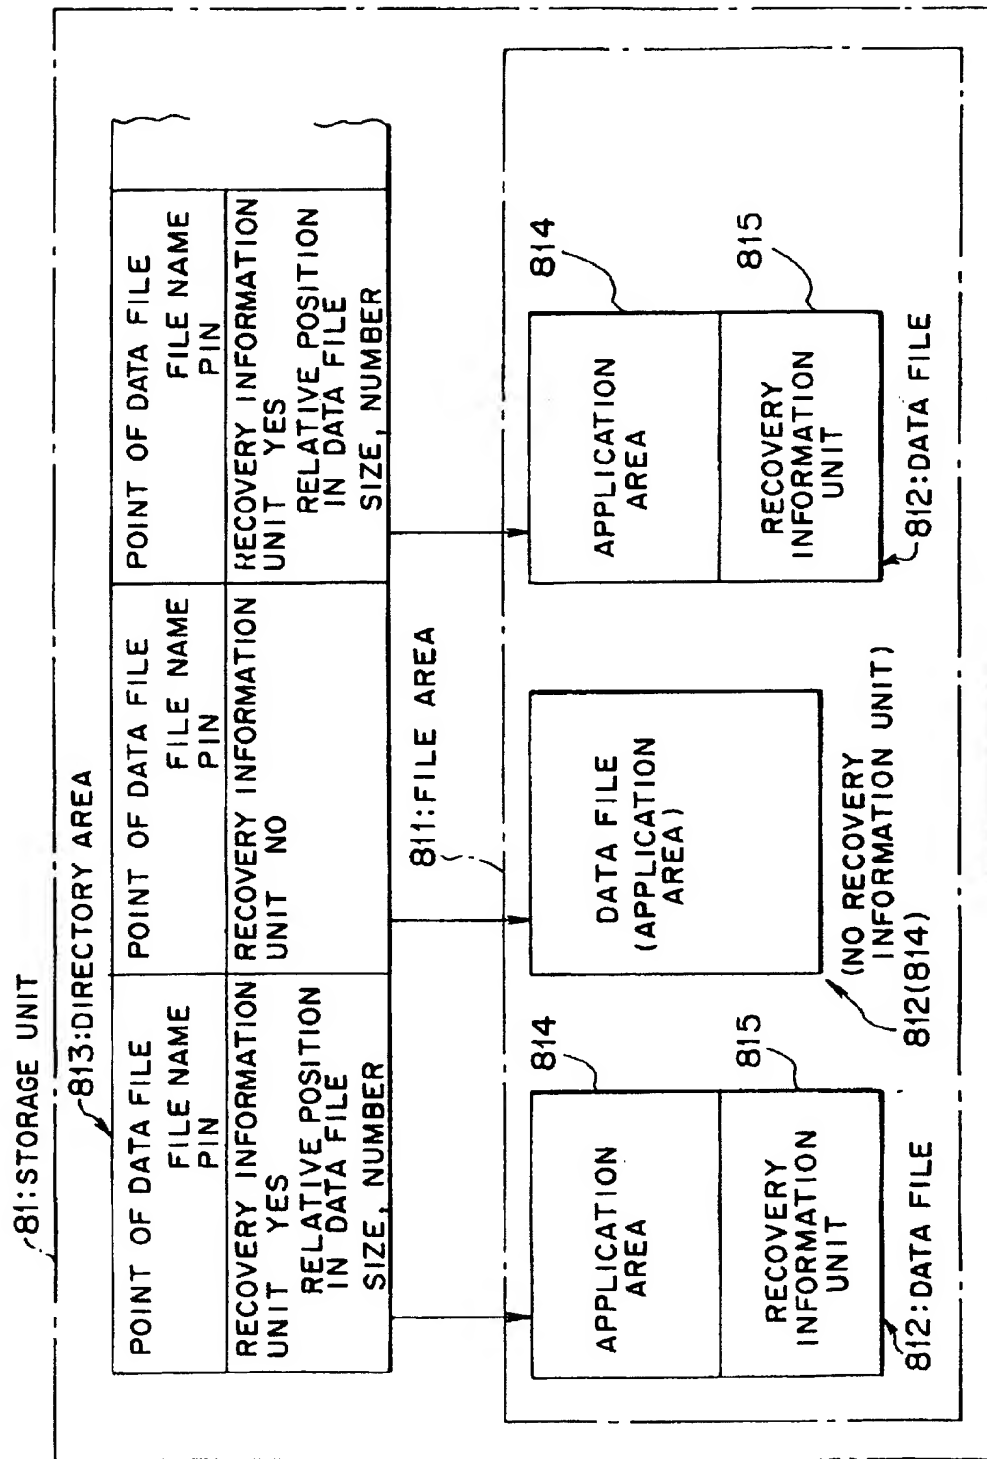 81:STORAGE UNIT
813:DIRECTORY AREA
POINT OF DATA FILE
FILE NAME
PIN
RECOVERY INFORMATION
UNIT YES
RELATIVE POSITION
IN DATA FILE
SIZE, NUMBER
POINT OF DATA FILE
FILE NAME
PIN
RECOVERY INFORMATION
UNIT NO
POINT OF DATA FILE
FILE NAME
PIN
RECOVERY INFORMATION
UNIT YES
RELATIVE POSITION
IN DATA FILE
SIZE, NUMBER
811:FILE AREA
APPLICATION
AREA
814
RECOVERY
INFORMATION
UNIT
815
812:DATA FILE
DATA FILE
(APPLICATION
AREA)
(NO RECOVERY
INFORMATION UNIT)
812(814)
APPLICATION
AREA
814
RECOVERY
INFORMATION
UNIT
815
812:DATA FILE